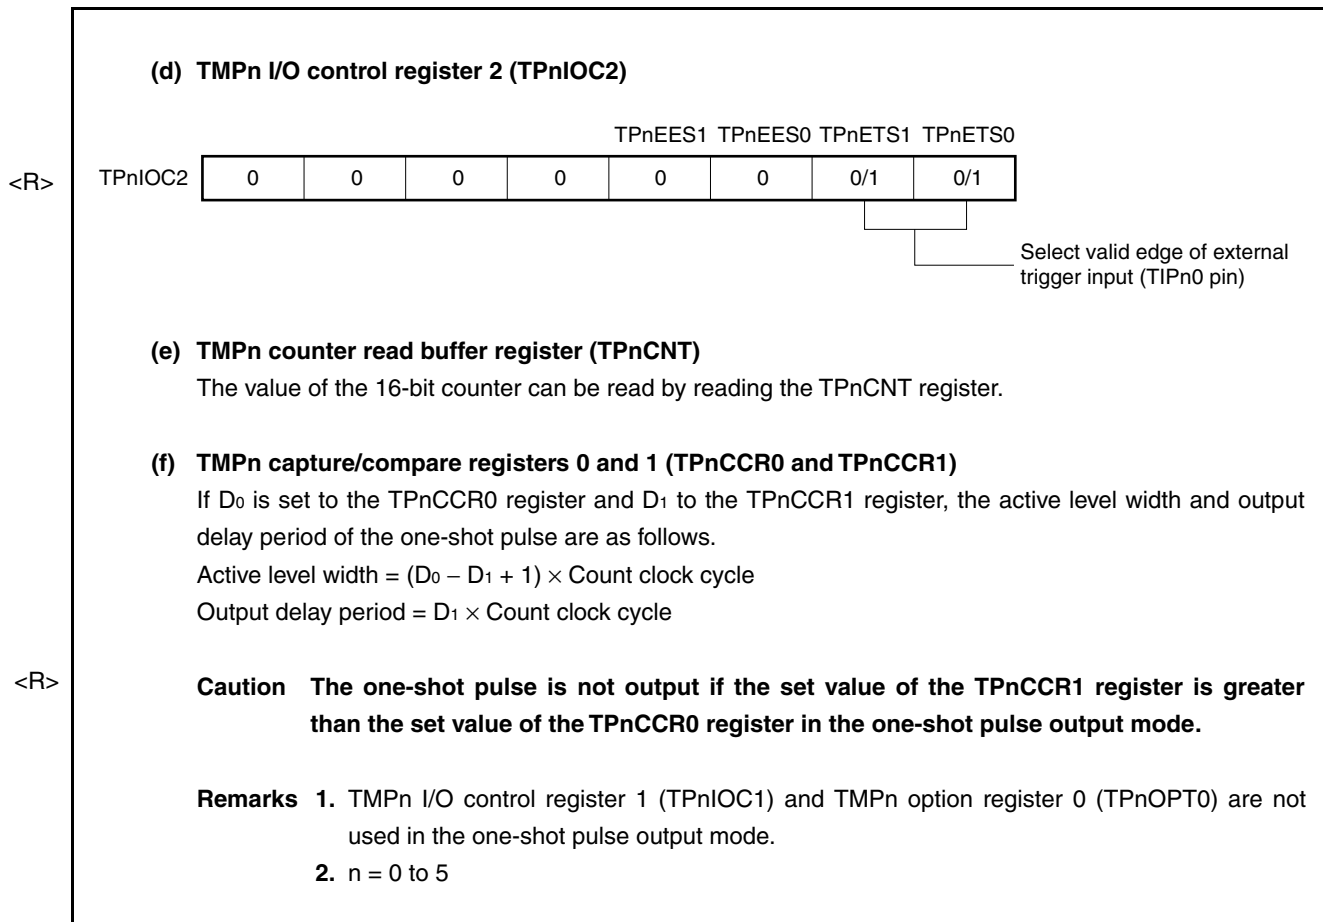 (d) TMPn I/O control register 2 (TPnIOC2)
TPnEES1 TPnEES0 TPnETS1 TPnETS0
<R> TPnIOC2 0 0 0 0 0 0 0/1 0/1
Select valid edge of external
trigger input (TIPn0 pin)
(e) TMPn counter read buffer register (TPnCNT)
The value of the 16-bit counter can be read by reading the TPnCNT register.
(f) TMPn capture/compare registers 0 and 1 (TPnCCR0 and TPnCCR1)
If D0 is set to the TPnCCR0 register and D1 to the TPnCCR1 register, the active level width and output
delay period of the one-shot pulse are as follows.
Active level width = (D0 − D1 + 1) × Count clock cycle
Output delay period = D1 × Count clock cycle
<R> Caution The one-shot pulse is not output if the set value of the TPnCCR1 register is greater
than the set value of the TPnCCR0 register in the one-shot pulse output mode.
Remarks 1. TMPn I/O control register 1 (TPnIOC1) and TMPn option register 0 (TPnOPT0) are not
used in the one-shot pulse output mode.
2. n = 0 to 5